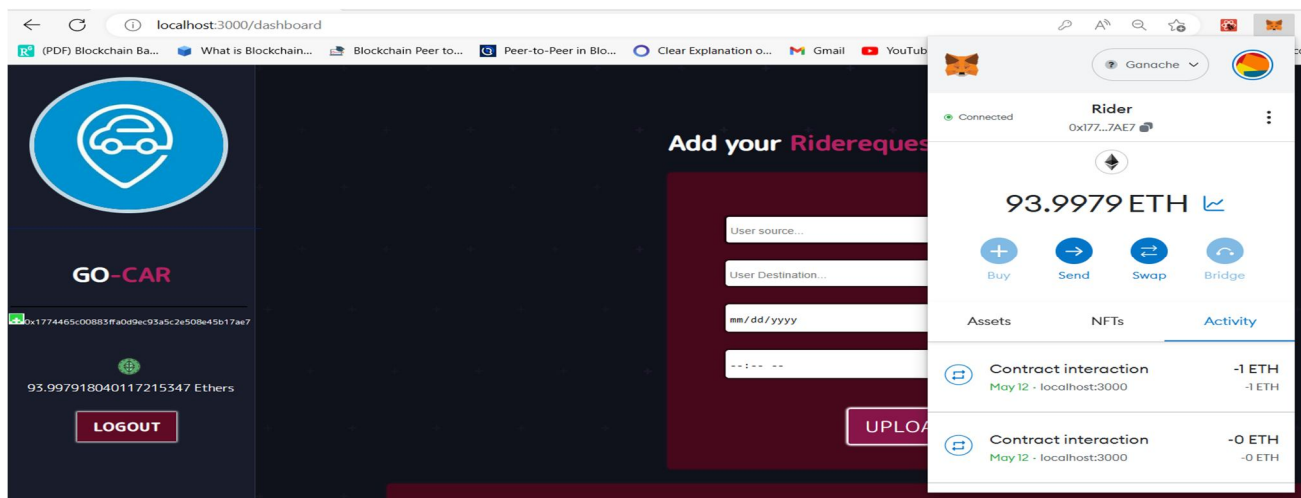 localhost:3000/dashboard
(PDF) Blockchain Ba...
What is Blockchain...
Blockchain Peer to...
Peer-to-Peer in Blo...
Clear Explanation o...
Gmail
YouTub
Ganache
Connected
Rider
0x177...7AE7
93.9979 ETH
Buy
Send
Swap
Bridge
Assets
NFTs
Activity
Contract interaction
-1 ETH
May 12 - localhost:3000
-1 ETH
Contract interaction
-0 ETH
May 12 - localhost:3000
-0 ETH
GO-CAR
0x1774465c00883ffa0d9ec93a5c2e508e45b17ae7
93.997918040117215347 Ethers
LOGOUT
Add your Ridereques
User source...
User Destination...
mm/dd/yyyy
--:-- --
UPLOA